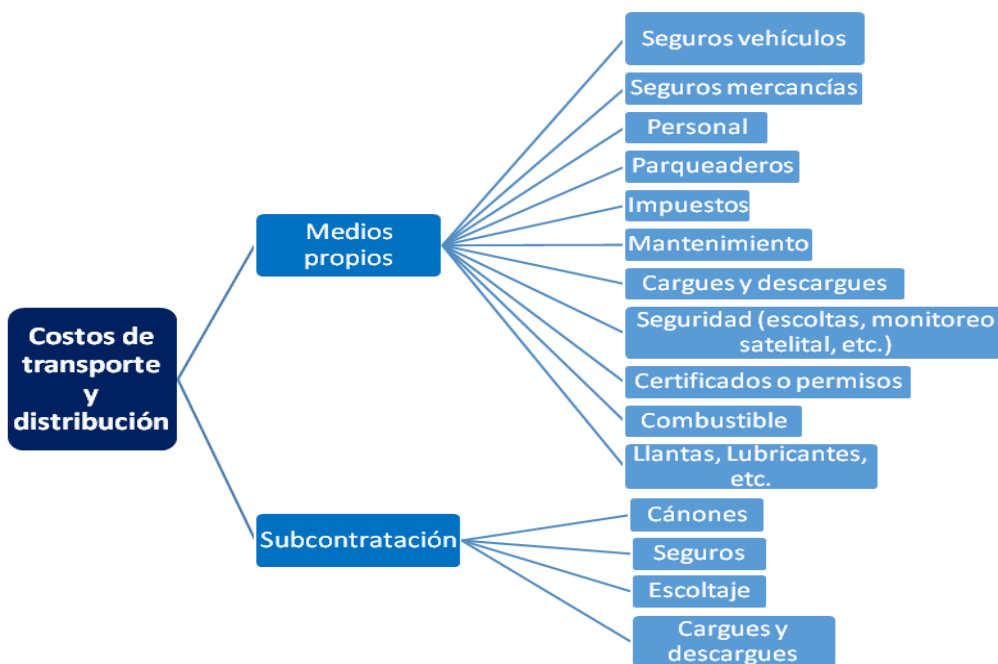 Costos de
transporte
y
distribución
Medios
propios
Seguros vehículos
Seguros mercancías
Personal
Parqueaderos
Impuestos
Mantenimiento
Cargues y descargues
Seguridad (escoltas, monitoreo
satelital, etc.)
Certificados o permisos
Combustible
Llantas, Lubricantes,
etc.
Subcontratación
Cánones
Seguros
Escoltaje
Cargues y
descargues